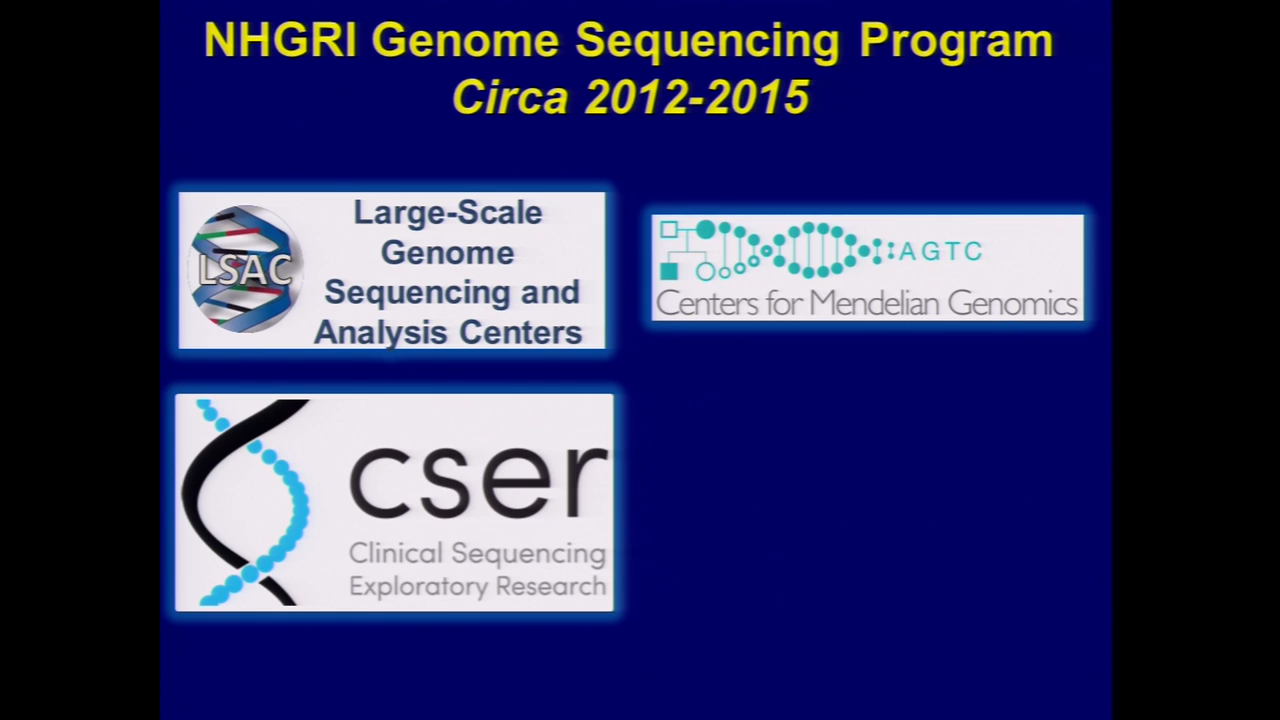 NHGRI Genome Sequencing Program
Circa 2012-2015
LSAC
Large-Scale
Genome
Sequencing and
Analysis Centers
AGTC
Centers for Mendelian Genomics
cser
Clinical Sequencing
Exploratory Research